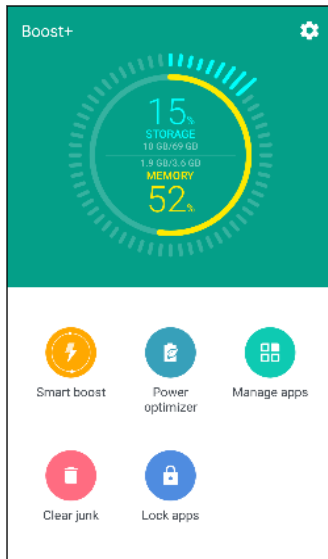 Boost+
15%
STORAGE
10 GB/69 GB
1.9 GB/3.6 GB
MEMORY
52%
Smart boost
Power
optimizer
Manage apps
Clear junk
Lock apps